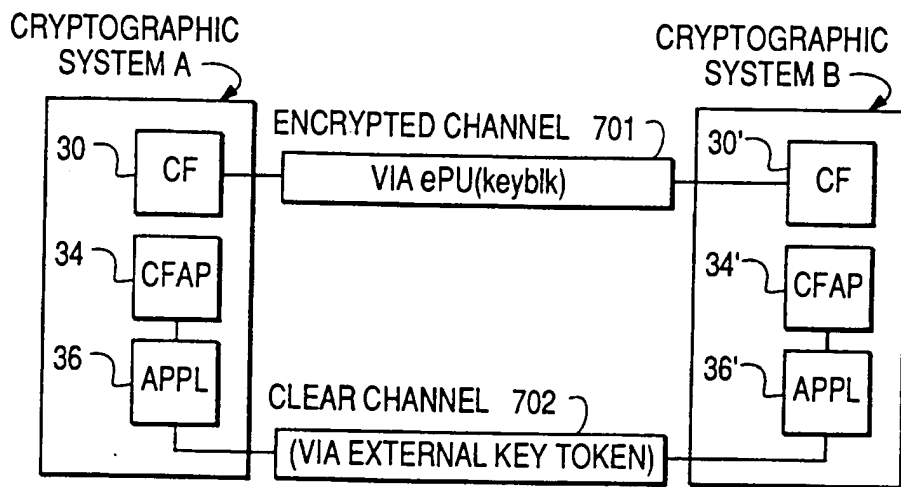 CRYPTOGRAPHIC
SYSTEM A
CRYPTOGRAPHIC
SYSTEM B
ENCRYPTED CHANNEL 701
30
CF
VIA ePU(keyblk)
30'
CF
34
CFAP
34'
CFAP
36
APPL
36'
APPL
CLEAR CHANNEL 702
(VIA EXTERNAL KEY TOKEN)